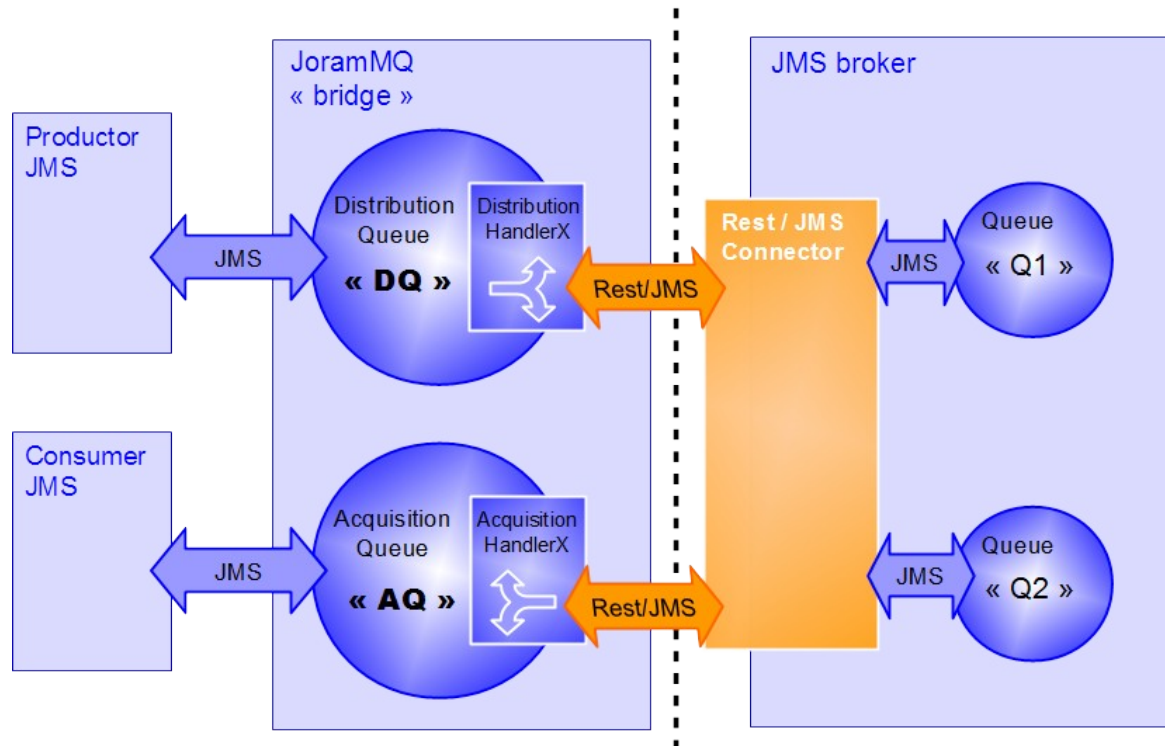 JoramMQ
« bridge »
JMS broker
Productor
JMS
Distribution
Queue
« DQ »
Distribution
HandlerX
JMS
Rest/JMS
Rest / JMS
Connector
JMS
Queue
« Q1 »
Consumer
JMS
Acquisition
Queue
« AQ »
Acquisition
HandlerX
JMS
Rest/JMS
JMS
Queue
« Q2 »